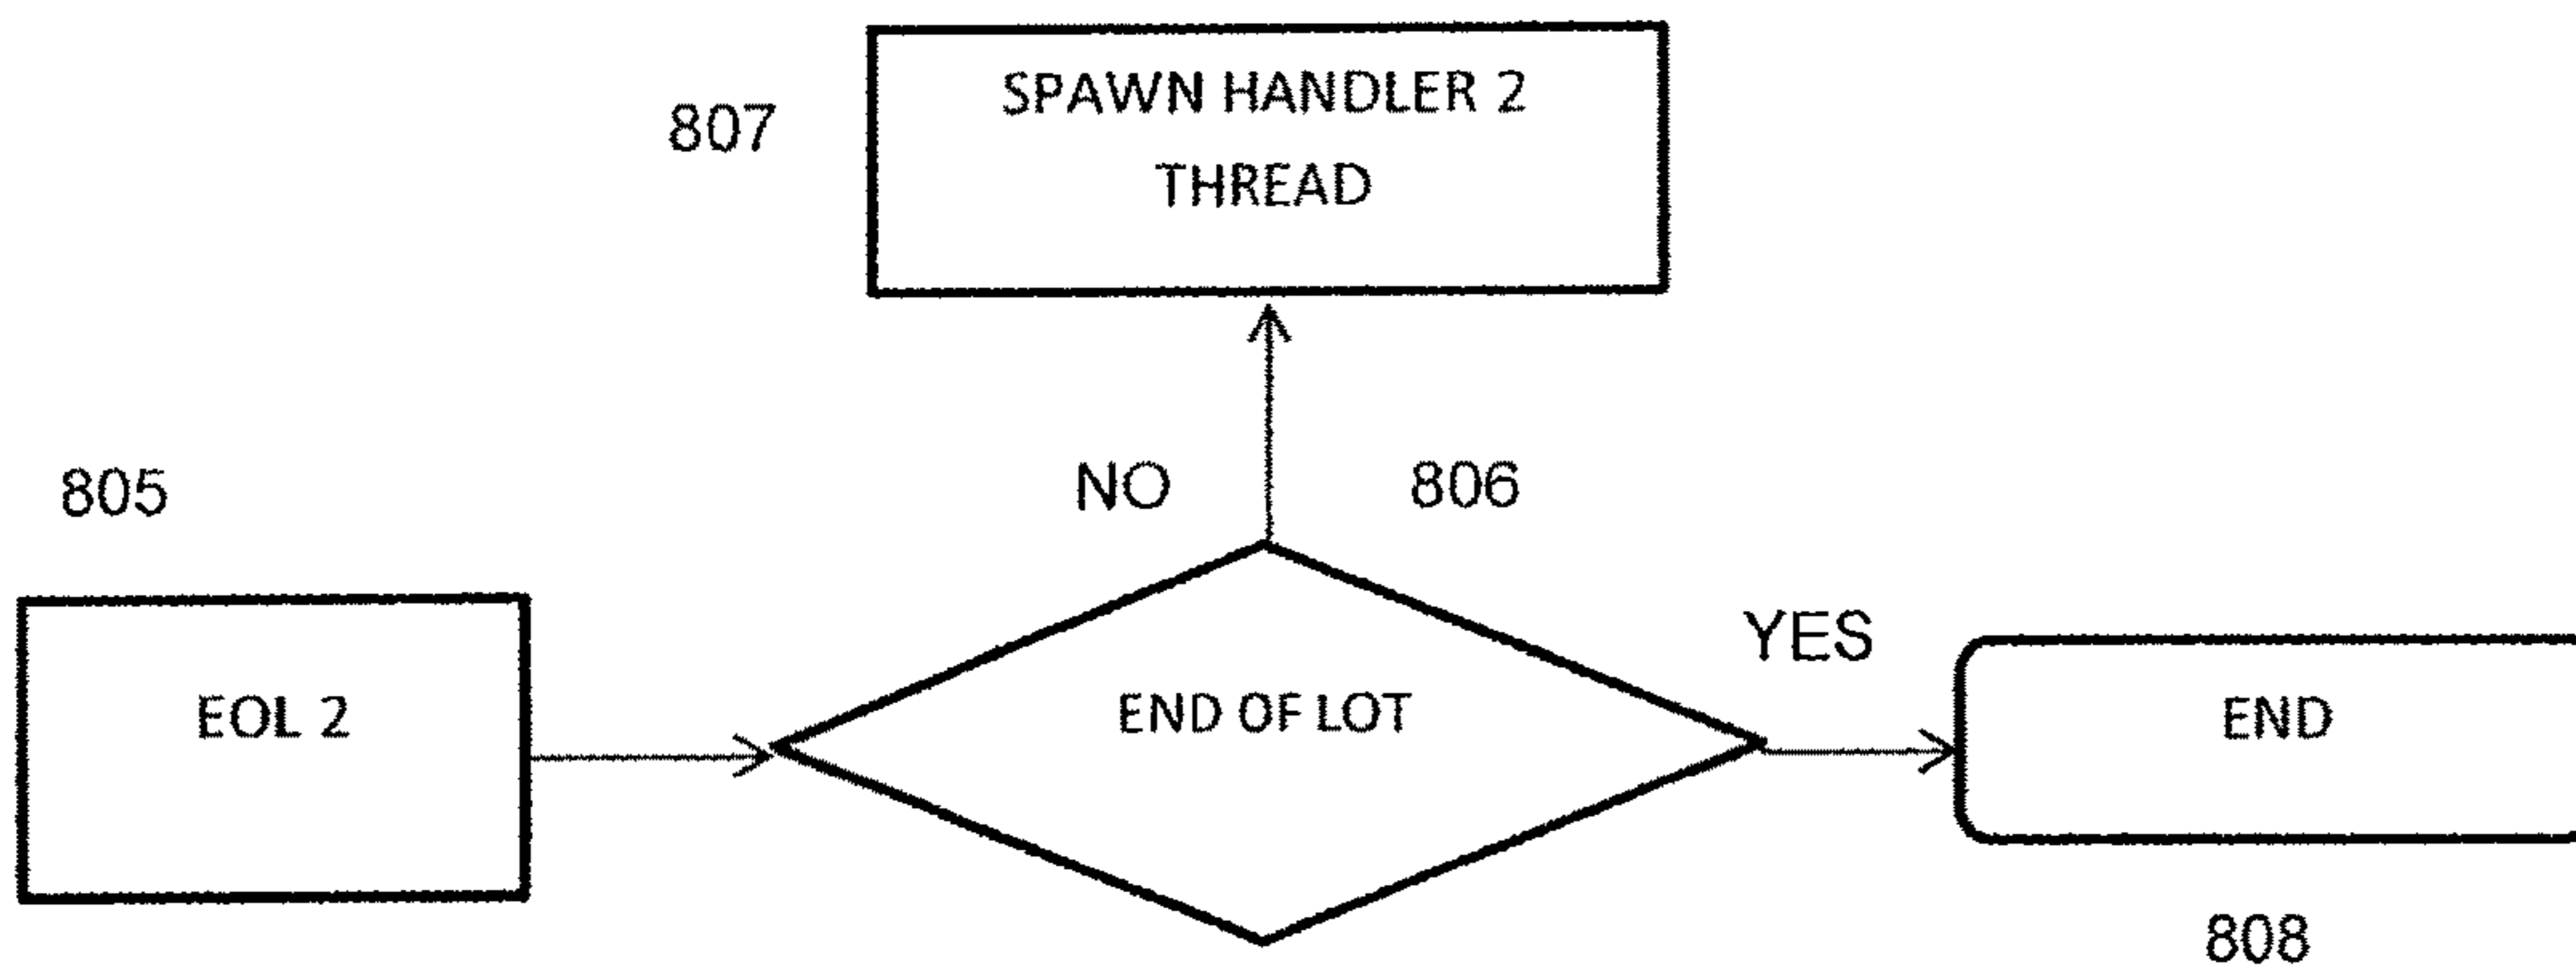 807
SPAWN HANDLER 2
THREAD
NO
806
805
EOL 2
END OF LOT
YES
END
808